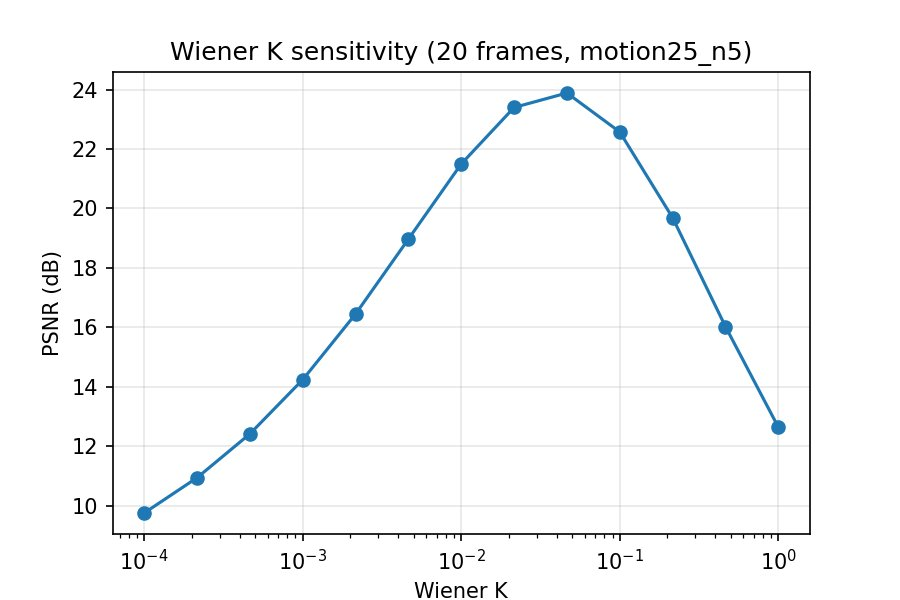 Wiener K sensitivity (20 frames, motion25_n5)
PSNR (dB)
24
22
20
18
16
14
12
10
10⁻⁴ 10⁻³ 10⁻² 10⁻¹ 10⁰
Wiener K